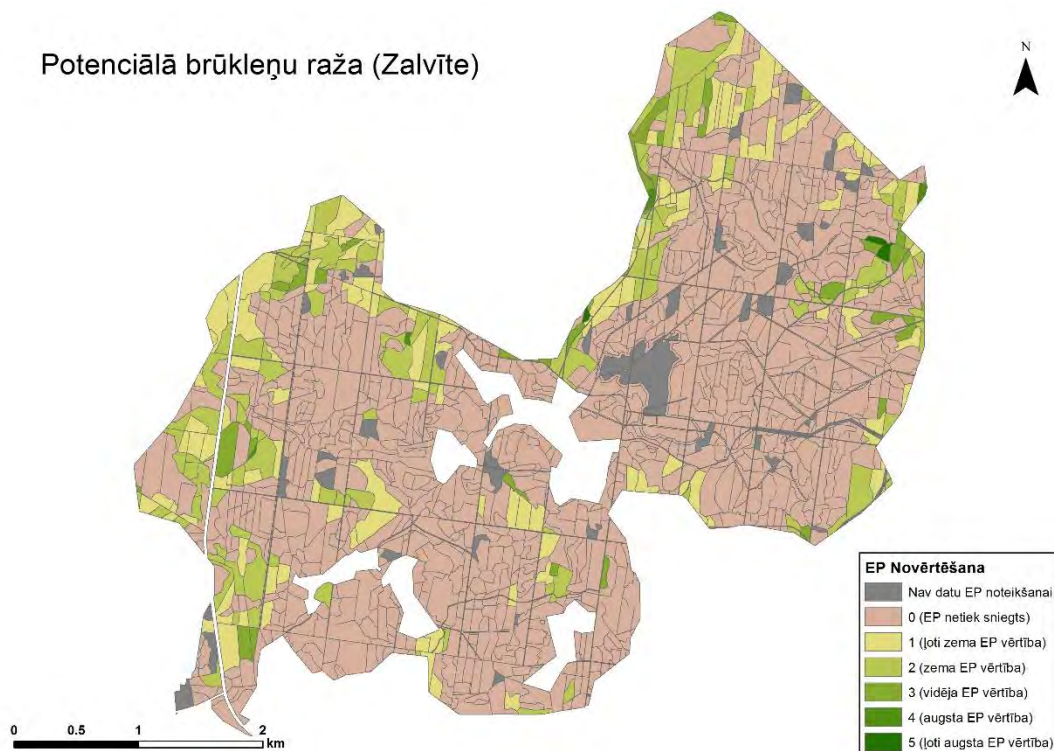 Potenciālā brūkleņu raža (Zalvīte)
N
EP Novērtēšana
Nav datu EP noteikšanai
0 (EP netiek sniegts)
1 (ļoti zema EP vērtība)
2 (zema EP vērtība)
3 (vidēja EP vērtība)
4 (augsta EP vērtība)
5 (ļoti augsta EP vērtība)
0 0.5 1 2
km